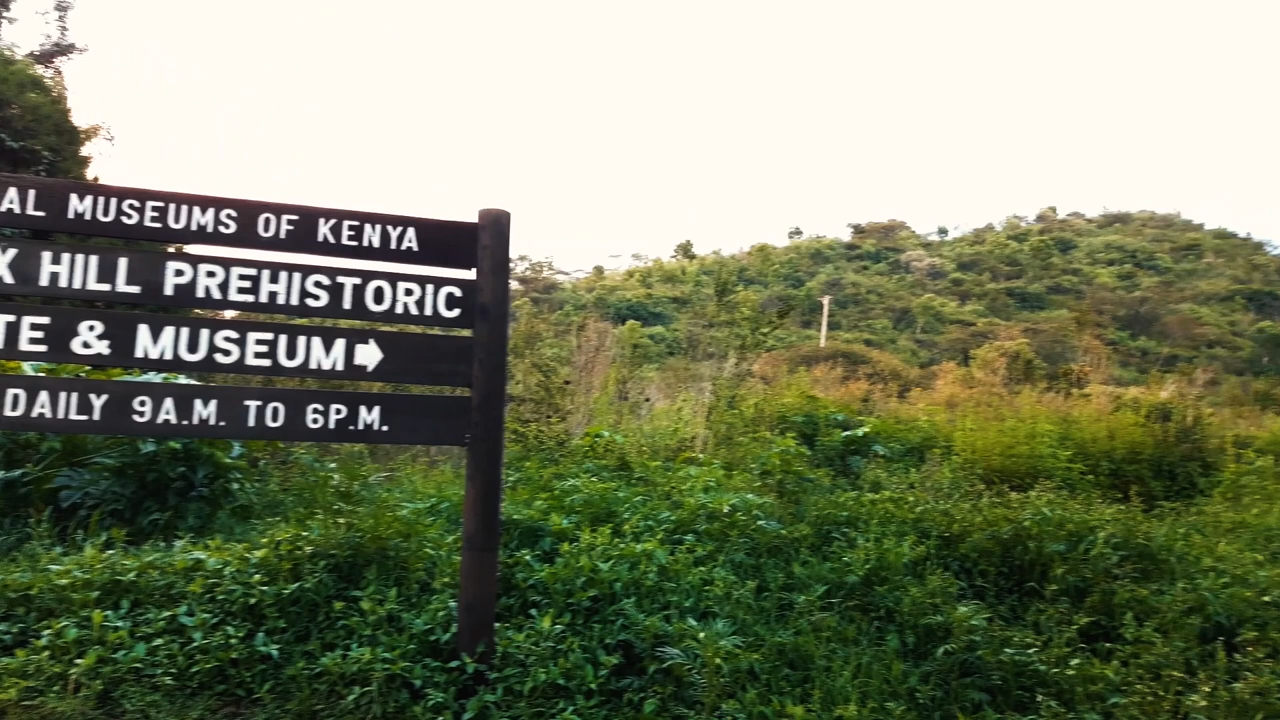 AL MUSEUMS OF KENYA
X HILL PREHISTORIC
TE & MUSEUM
DAILY 9A.M. TO 6P.M.